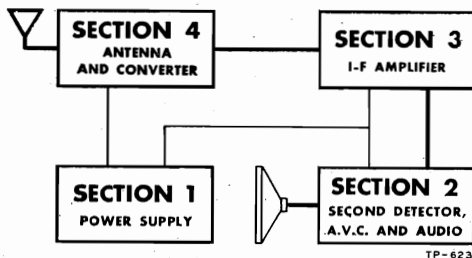 SECTION 4
ANTENNA
AND CONVERTER
SECTION 3
I-F AMPLIFIER
SECTION 1
POWER SUPPLY
SECTION 2
SECOND DETECTOR,
A.V.C. AND AUDIO
TP-623